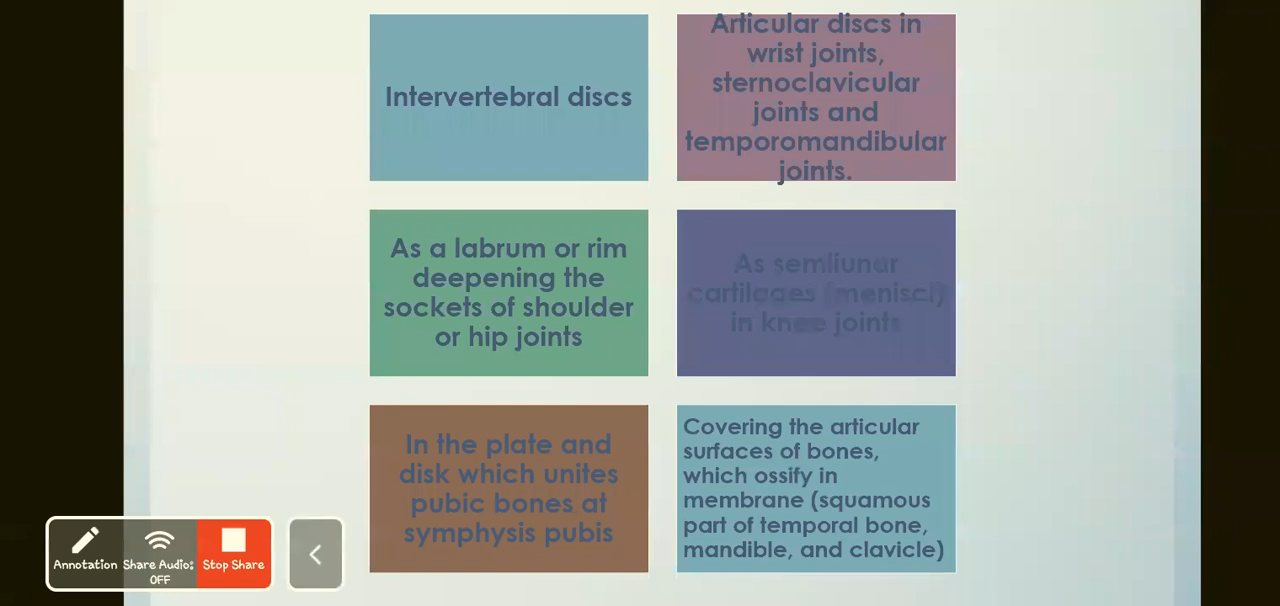 Intervertebral discs
Articular discs in
wrist joints,
sternoclavicular
joints and
temporomandibular
joints.
As a labrum or rim
deepening the
sockets of shoulder
or hip joints
As semliunar
cartilages (menisci)
in knee joints
In the plate and
disk which unites
pubic bones at
symphysis pubis
Covering the articular
surfaces of bones,
which ossify in
membrane (squamous
part of temporal bone,
mandible, and clavicle)
Annotation
Share Audio:
OFF
Stop Share